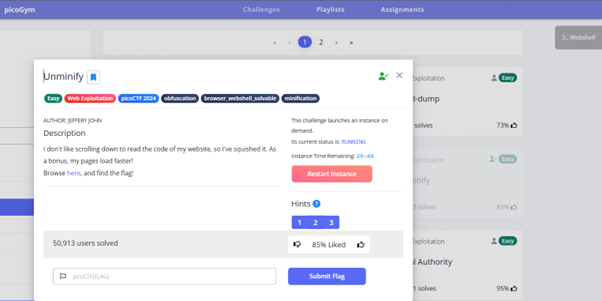 picoGym
Challenges Playlists Assignments
« ‹ 1 2 › »
Webshell
Unminify
Easy Web Exploitation picoCTF 2024 obfuscation browser_webshell_solvable minification
AUTHOR: JEFFERY JOHN
Description
I don't like scrolling down to read the code of my website, so I've squished it. As
a bonus, my pages load faster!
Browse here, and find the flag!
This challenge launches an instance on
demand.
Its current status is: RUNNING
Instance Time Remaining: 29:44
Restart Instance
Hints ?
1 2 3
50,913 users solved
85% Liked
picoCTF{FLAG}
Submit Flag
Exploitation Easy
-dump
solves 73%
Exploitation Easy
nify
solves 85%
Exploitation Easy
l Authority
solves 95%